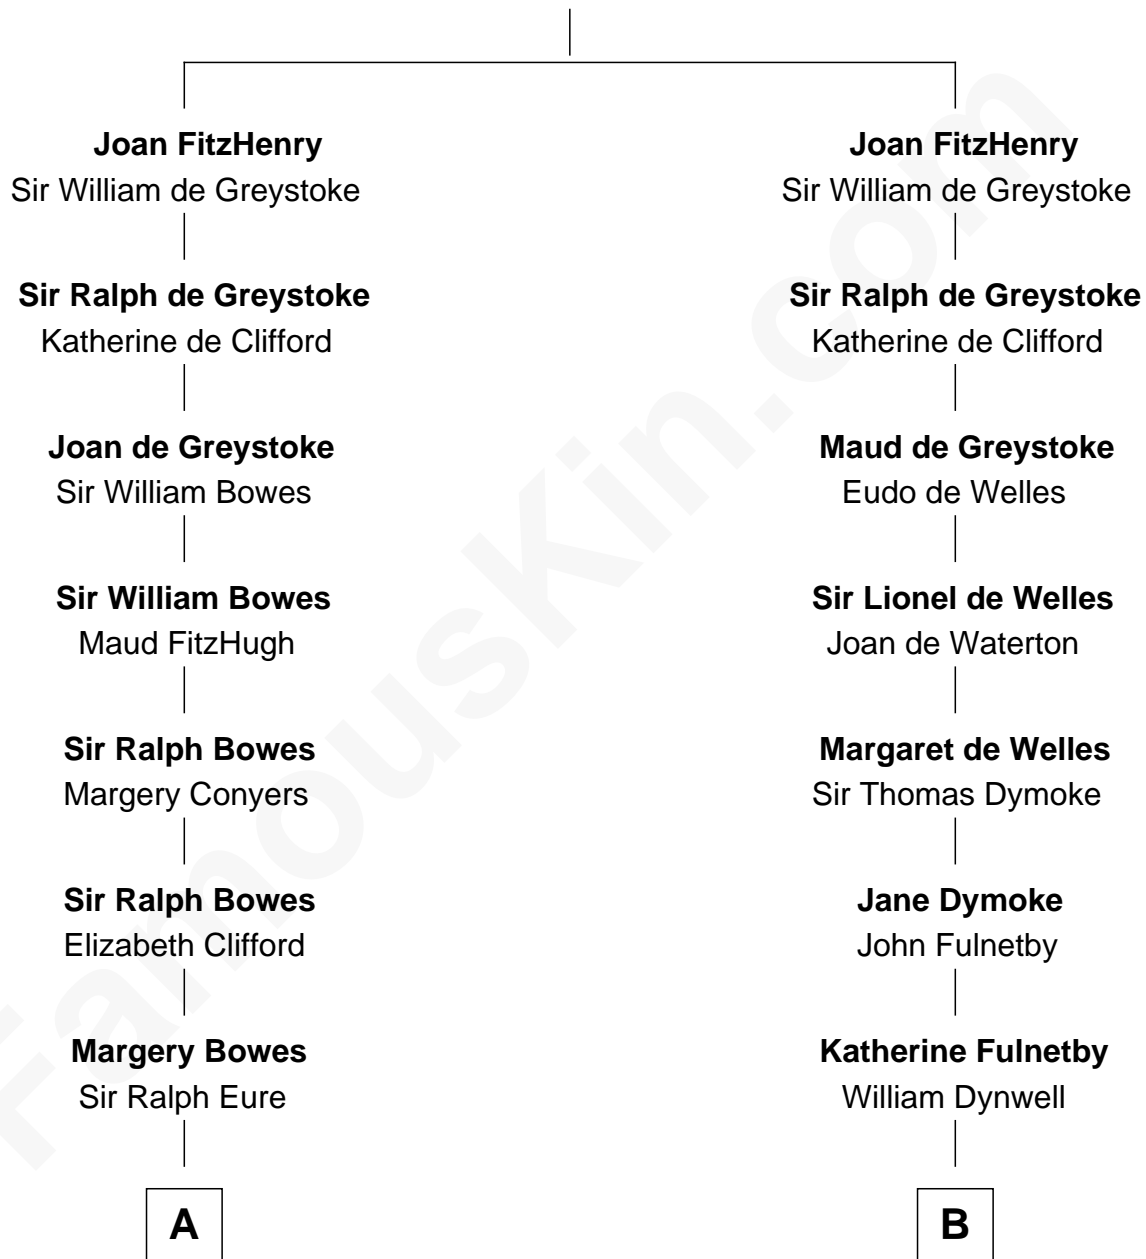 Joan FitzHenry
Sir William de Greystoke
Sir Ralph de Greystoke
Katherine de Clifford
Joan de Greystoke
Sir William Bowes
Sir William Bowes
Maud FitzHugh
Sir Ralph Bowes
Margery Conyers
Sir Ralph Bowes
Elizabeth Clifford
Margery Bowes
Sir Ralph Eure
A
Joan FitzHenry
Sir William de Greystoke
Sir Ralph de Greystoke
Katherine de Clifford
Maud de Greystoke
Eudo de Welles
Sir Lionel de Welles
Joan de Waterton
Margaret de Welles
Sir Thomas Dymoke
Jane Dymoke
John Fulnetby
Katherine Fulnetby
William Dynwell
B
FamousKin.com